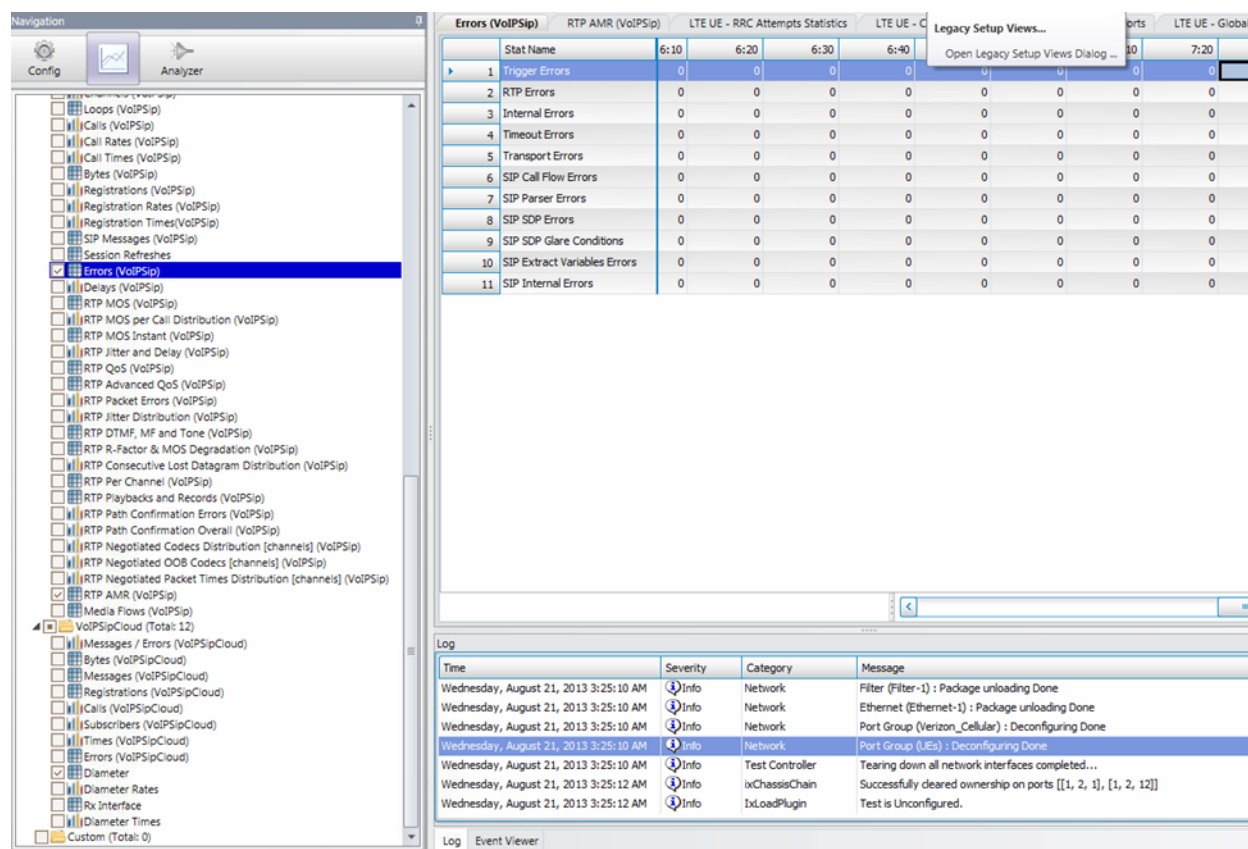 Navigation
Config
Analyzer
Loops (VoIPSip)
Calls (VoIPSip)
Call Rates (VoIPSip)
Call Times (VoIPSip)
Bytes (VoIPSip)
Registrations (VoIPSip)
Registration Rates (VoIPSip)
Registration Times(VoIPSip)
SIP Messages (VoIPSip)
Session Refreshes
Errors (VoIPSip)
Delays (VoIPSip)
RTP MOS (VoIPSip)
RTP MOS per Call Distribution (VoIPSip)
RTP MOS Instant (VoIPSip)
RTP Jitter and Delay (VoIPSip)
RTP QoS (VoIPSip)
RTP Advanced QoS (VoIPSip)
RTP Packet Errors (VoIPSip)
RTP Jitter Distribution (VoIPSip)
RTP DTMF, MF and Tone (VoIPSip)
RTP R-Factor & MOS Degradation (VoIPSip)
RTP Consecutive Lost Datagram Distribution (VoIPSip)
RTP Per Channel (VoIPSip)
RTP Playbacks and Records (VoIPSip)
RTP Path Confirmation Errors (VoIPSip)
RTP Path Confirmation Overall (VoIPSip)
RTP Negotiated Codecs Distribution [channels] (VoIPSip)
RTP Negotiated OOB Codecs [channels] (VoIPSip)
RTP Negotiated Packet Times Distribution [channels] (VoIPSip)
RTP AMR (VoIPSip)
Media Flows (VoIPSip)
VoIPSipCloud (Total: 12)
Messages / Errors (VoIPSipCloud)
Bytes (VoIPSipCloud)
Messages (VoIPSipCloud)
Registrations (VoIPSipCloud)
Calls (VoIPSipCloud)
Subscribers (VoIPSipCloud)
Times (VoIPSipCloud)
Errors (VoIPSipCloud)
Diameter
Diameter Rates
Rx Interface
Diameter Times
Custom (Total: 0)
Errors (VoIPSip) RTP AMR (VoIPSip) LTE UE - RRC Attempts Statistics LTE UE - C orts LTE UE - Global
Legacy Setup Views...
Open Legacy Setup Views Dialog ...
Stat Name 6:10 6:20 6:30 6:40 10 7:20
1 Trigger Errors 0 0 0 0 0 0 0 0
2 RTP Errors 0 0 0 0 0 0 0 0
3 Internal Errors 0 0 0 0 0 0 0 0
4 Timeout Errors 0 0 0 0 0 0 0 0
5 Transport Errors 0 0 0 0 0 0 0 0
6 SIP Call Flow Errors 0 0 0 0 0 0 0 0
7 SIP Parser Errors 0 0 0 0 0 0 0 0
8 SIP SDP Errors 0 0 0 0 0 0 0 0
9 SIP SDP Glare Conditions 0 0 0 0 0 0 0 0
10 SIP Extract Variables Errors 0 0 0 0 0 0 0 0
11 SIP Internal Errors 0 0 0 0 0 0 0 0
Log
Time Severity Category Message
Wednesday, August 21, 2013 3:25:10 AM Info Network Filter (Filter-1) : Package unloading Done
Wednesday, August 21, 2013 3:25:10 AM Info Network Ethernet (Ethernet-1) : Package unloading Done
Wednesday, August 21, 2013 3:25:10 AM Info Network Port Group (Verizon_Cellular) : Deconfiguring Done
Wednesday, August 21, 2013 3:25:10 AM Info Network Port Group (UEs) : Deconfiguring Done
Wednesday, August 21, 2013 3:25:10 AM Info Test Controller Tearing down all network interfaces completed...
Wednesday, August 21, 2013 3:25:12 AM Info ixChassisChain Successfully cleared ownership on ports [[1, 2, 1], [1, 2, 12]]
Wednesday, August 21, 2013 3:25:12 AM Info IxLoadPlugin Test is Unconfigured.
Log Event Viewer